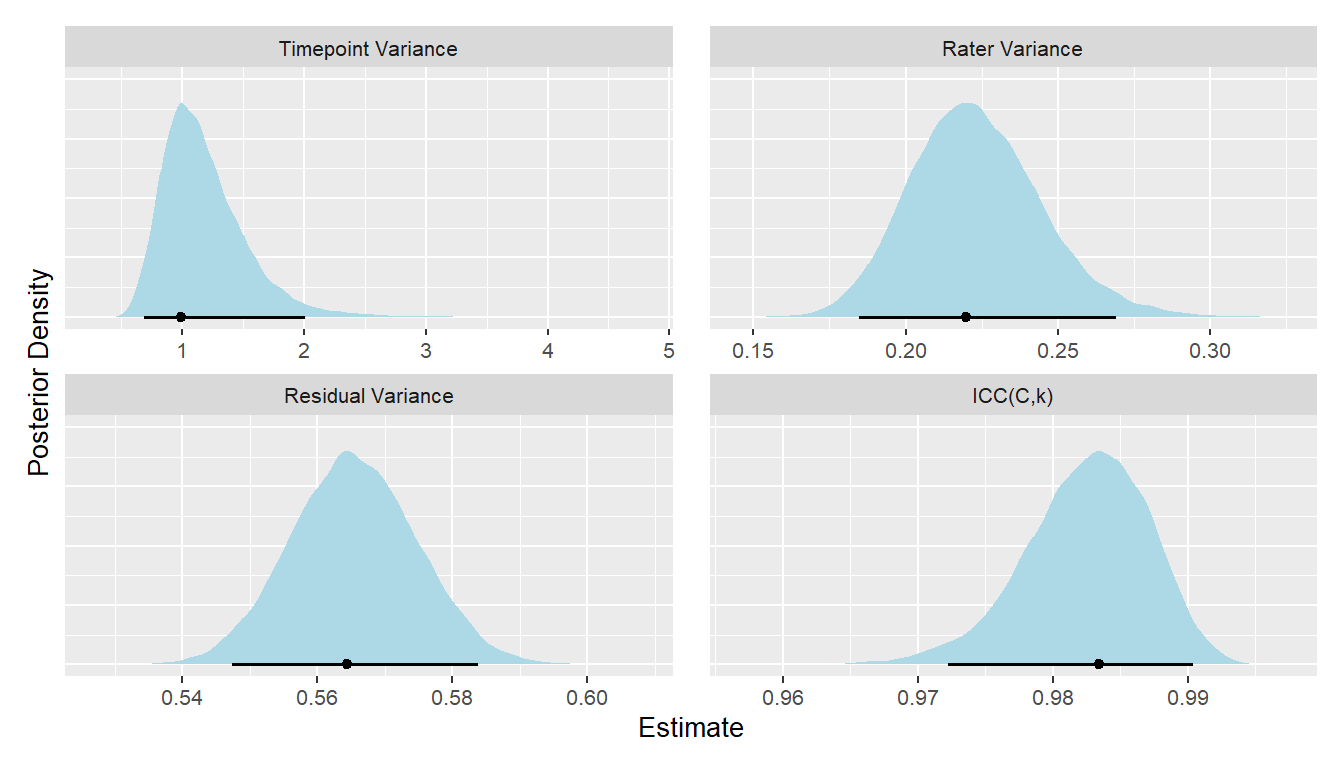 Timepoint Variance
Rater Variance
1 2 3 4 5
0.15 0.20 0.25 0.30
Posterior Density
Residual Variance
ICC(C,k)
0.54 0.56 0.58 0.60
0.96 0.97 0.98 0.99
Estimate